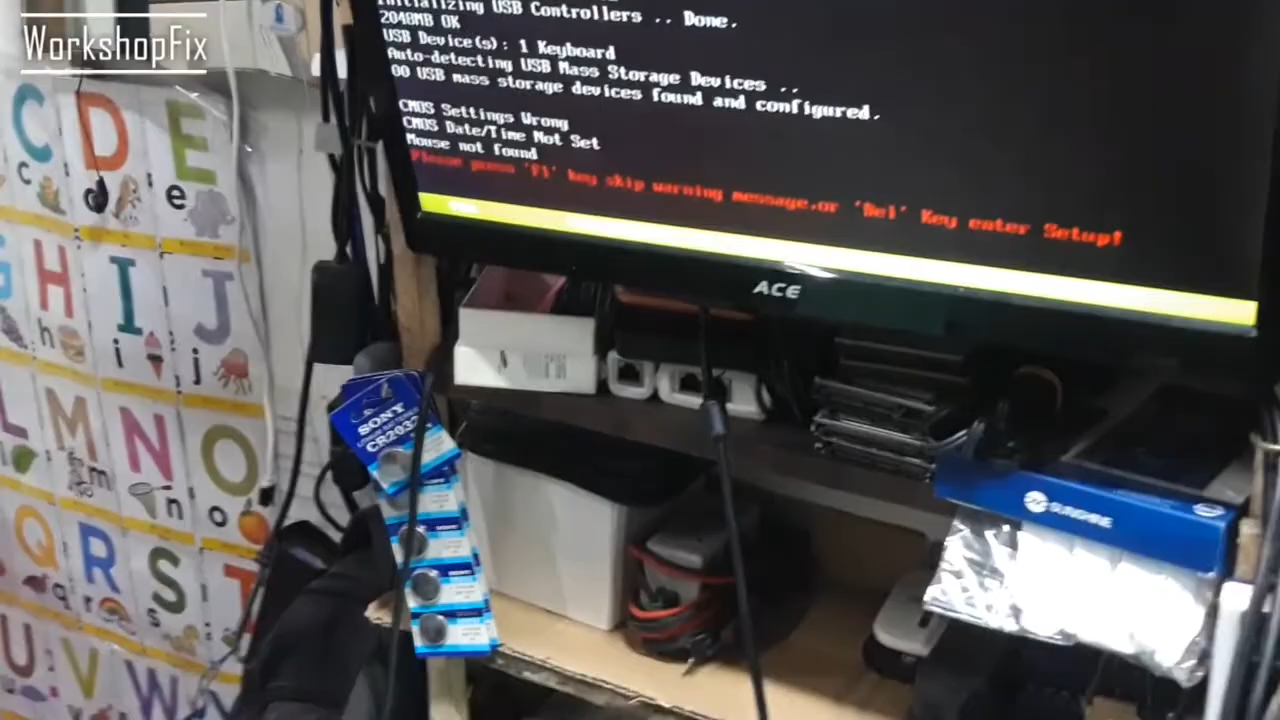 WorkshopFix
Initializing USB Controllers .. Done.
2048MB OK
USB Device(s): 1 Keyboard
Auto-detecting USB Mass Storage Devices ..
00 USB mass storage devices found and configured.
CMOS Settings Wrong
CMOS Date/Time Not Set
Mouse not found
Please press 'F1' key skip warning message,or 'Del' Key enter Setup!
ACE
C D E
c e
H I J
h i j
L M N O
m n o
Q R S T
q r s
U V W
SONY
LITHIUM BATTERIES
CR2032